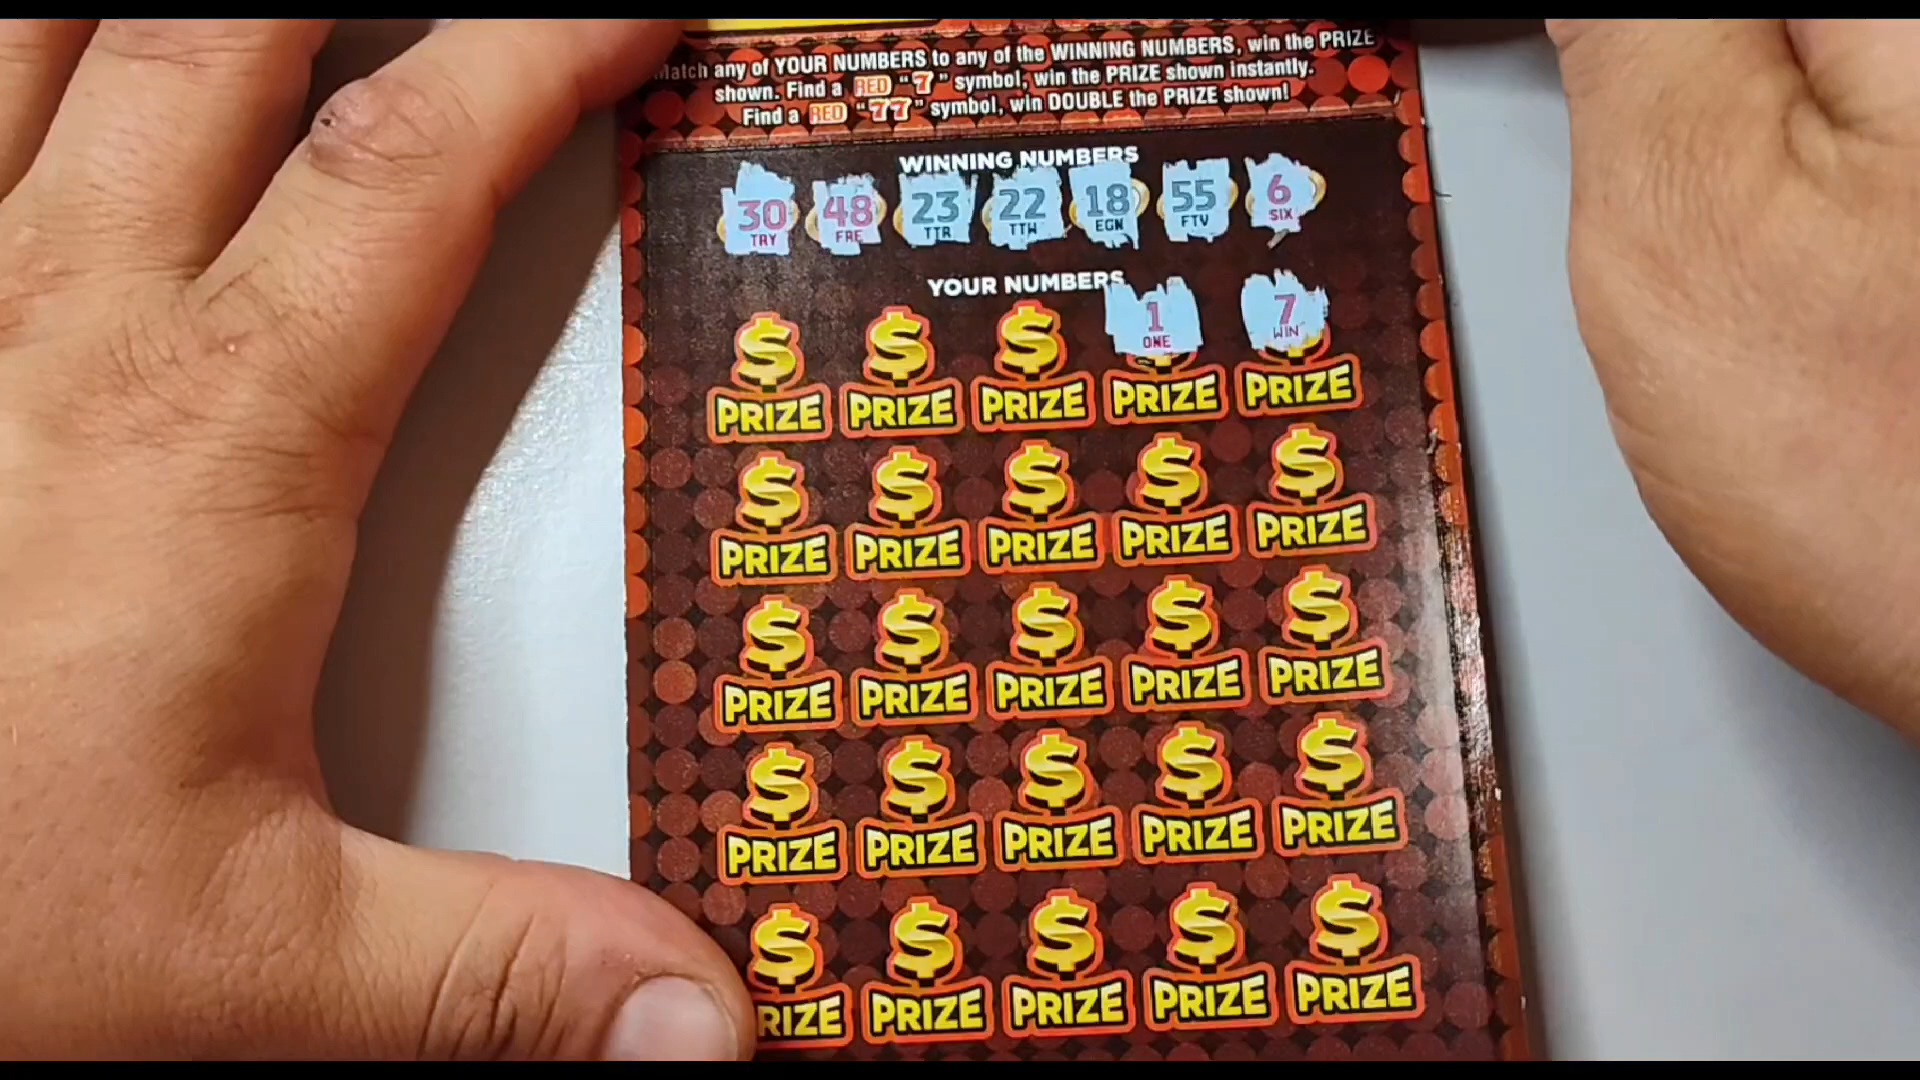 Match any of YOUR NUMBERS to any of the WINNING NUMBERS, win the PRIZE
shown. Find a RED "7" symbol, win the PRIZE shown instantly.
Find a RED "77" symbol, win DOUBLE the PRIZE shown!
WINNING NUMBERS
30 48 23 22 18 55 6
TRY FRE TTR TTW EGN FTV SIX
YOUR NUMBERS
$ $ $ 1 7
ONE WIN
PRIZE PRIZE PRIZE PRIZE PRIZE
$ $ $ $ $
PRIZE PRIZE PRIZE PRIZE PRIZE
$ $ $ $ $
PRIZE PRIZE PRIZE PRIZE PRIZE
$ $ $ $ $
PRIZE PRIZE PRIZE PRIZE PRIZE
$ $ $ $ $
RIZE PRIZE PRIZE PRIZE PRIZE